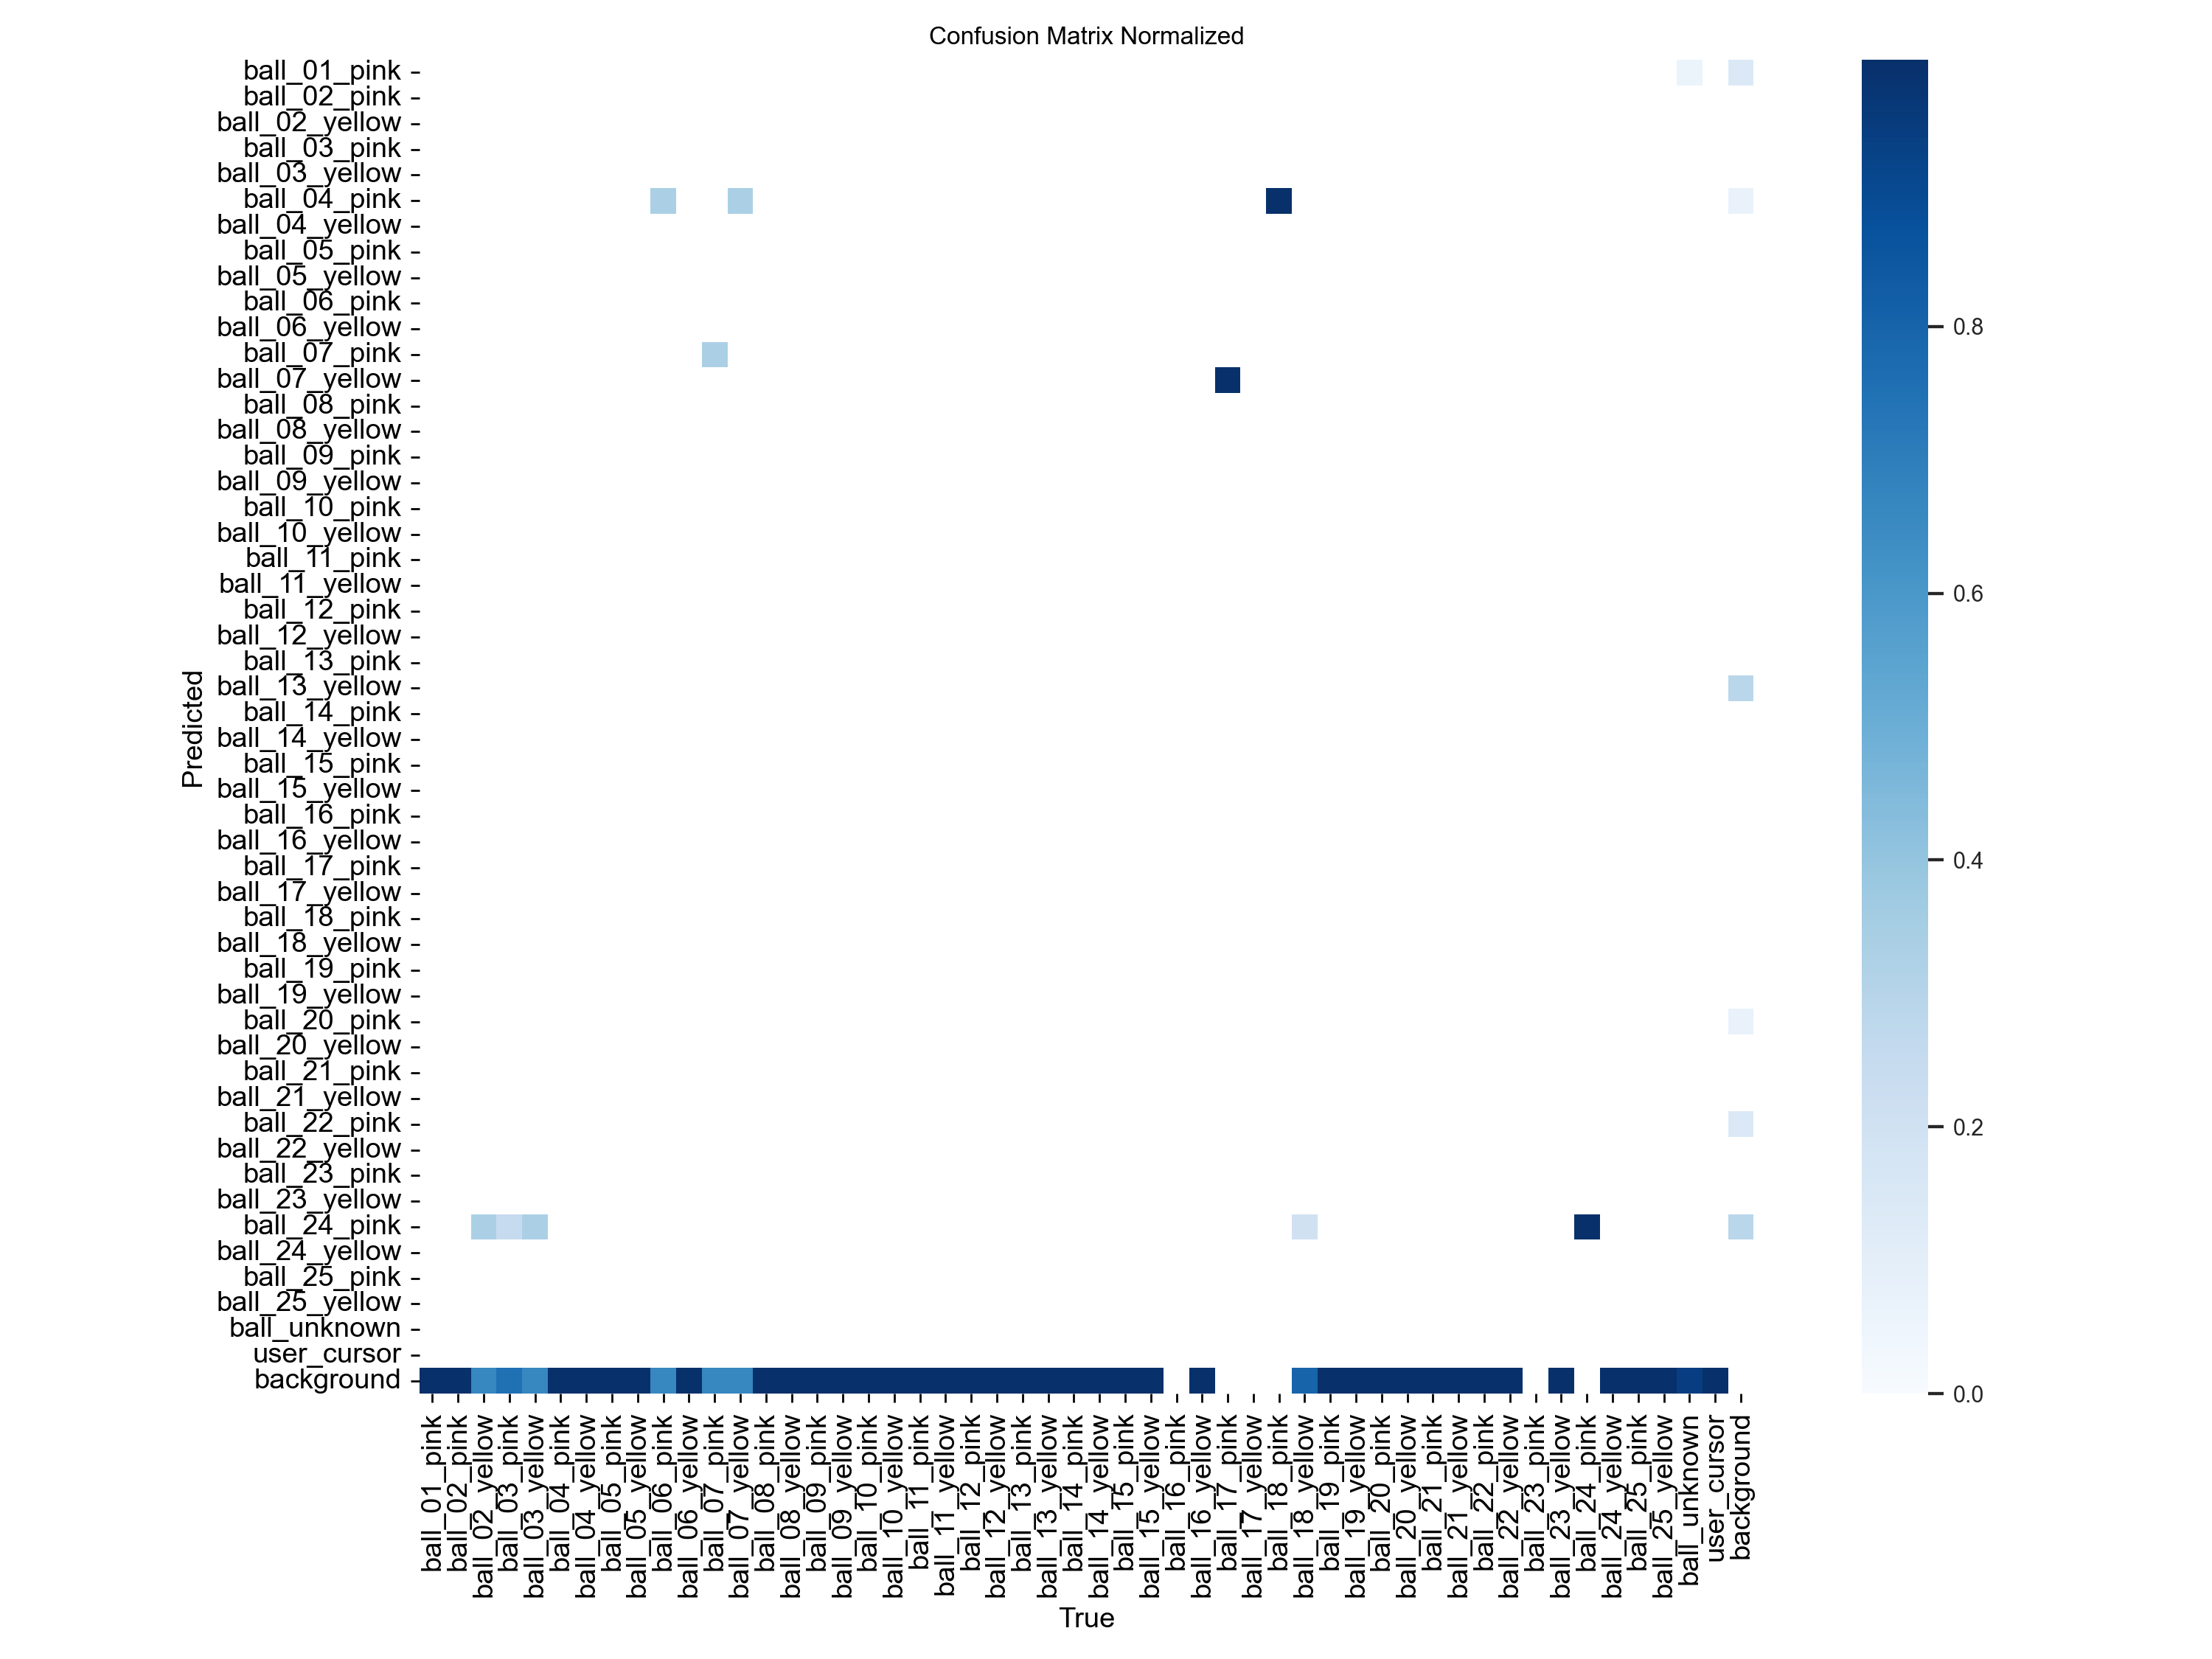 Confusion Matrix Normalized
ball_01_pink
ball_02_pink
ball_02_yellow
ball_03_pink
ball_03_yellow
ball_04_pink
ball_04_yellow
ball_05_pink
ball_05_yellow
ball_06_pink
ball_06_yellow
ball_07_pink
ball_07_yellow
ball_08_pink
ball_08_yellow
ball_09_pink
ball_09_yellow
ball_10_pink
ball_10_yellow
ball_11_pink
ball_11_yellow
ball_12_pink
ball_12_yellow
ball_13_pink
ball_13_yellow
ball_14_pink
ball_14_yellow
ball_15_pink
ball_15_yellow
ball_16_pink
ball_16_yellow
ball_17_pink
ball_17_yellow
ball_18_pink
ball_18_yellow
ball_19_pink
ball_19_yellow
ball_20_pink
ball_20_yellow
ball_21_pink
ball_21_yellow
ball_22_pink
ball_22_yellow
ball_23_pink
ball_23_yellow
ball_24_pink
ball_24_yellow
ball_25_pink
ball_25_yellow
ball_unknown
user_cursor
background
Predicted
ball_01_pink
ball_02_pink
ball_02_yellow
ball_03_pink
ball_03_yellow
ball_04_pink
ball_04_yellow
ball_05_pink
ball_05_yellow
ball_06_pink
ball_06_yellow
ball_07_pink
ball_07_yellow
ball_08_pink
ball_08_yellow
ball_09_pink
ball_09_yellow
ball_10_pink
ball_10_yellow
ball_11_pink
ball_11_yellow
ball_12_pink
ball_12_yellow
ball_13_pink
ball_13_yellow
ball_14_pink
ball_14_yellow
ball_15_pink
ball_15_yellow
ball_16_pink
ball_16_yellow
ball_17_pink
ball_17_yellow
ball_18_pink
ball_18_yellow
ball_19_pink
ball_19_yellow
ball_20_pink
ball_20_yellow
ball_21_pink
ball_21_yellow
ball_22_pink
ball_22_yellow
ball_23_pink
ball_23_yellow
ball_24_pink
ball_24_yellow
ball_25_pink
ball_25_yellow
ball_unknown
user_cursor
background
True
0.8
0.6
0.4
0.2
0.0